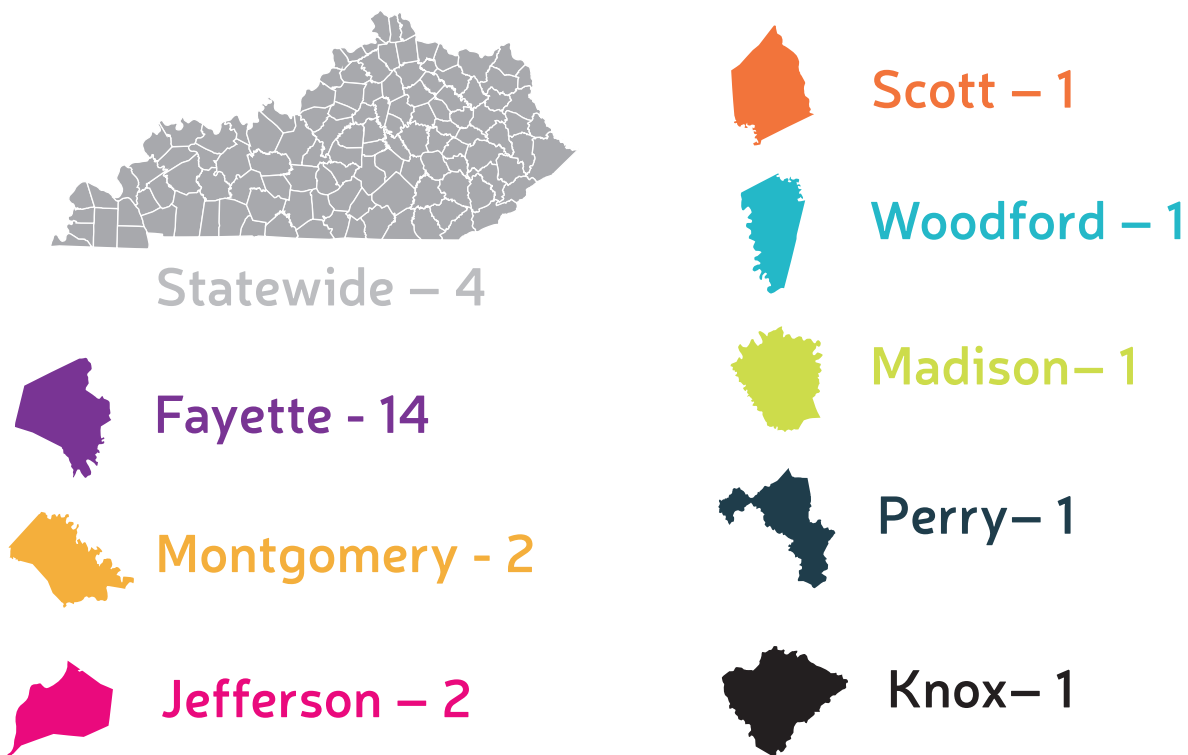 Statewide – 4
Fayette - 14
Montgomery - 2
Jefferson – 2
Scott – 1
Woodford – 1
Madison– 1
Perry– 1
Knox– 1